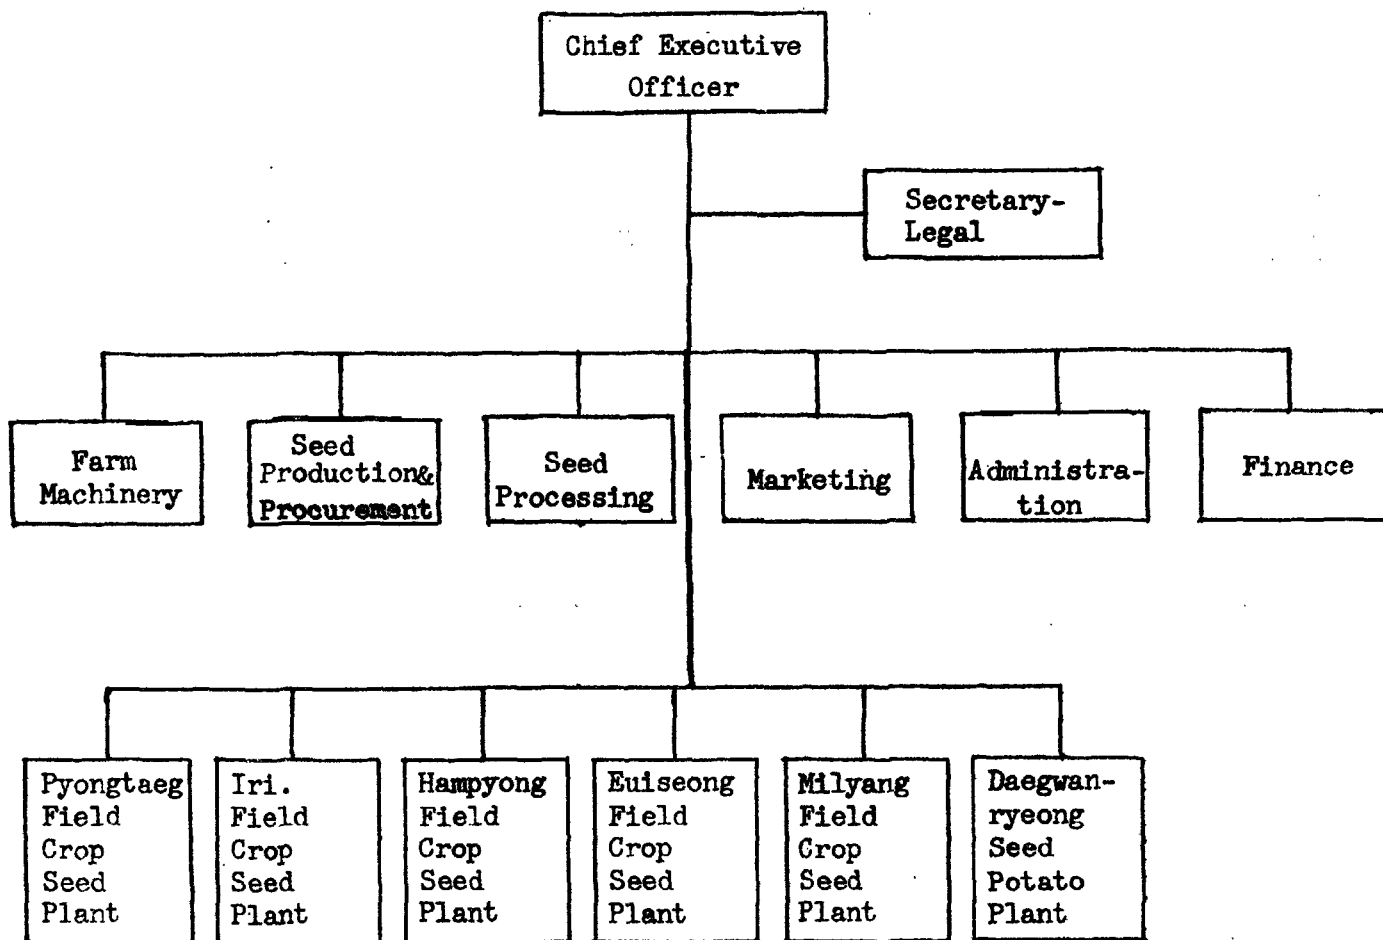 Chief Executive
Officer
Secretary-
Legal
Farm
Machinery
Seed
Production&
Procurement
Seed
Processing
Marketing
Administra-
tion
Finance
Pyongtaeg
Field
Crop
Seed
Plant
Iri.
Field
Crop
Seed
Plant
Hampyong
Field
Crop
Seed
Plant
Euiseong
Field
Crop
Seed
Plant
Milyang
Field
Crop
Seed
Plant
Daegwan-
ryeong
Seed
Potato
Plant